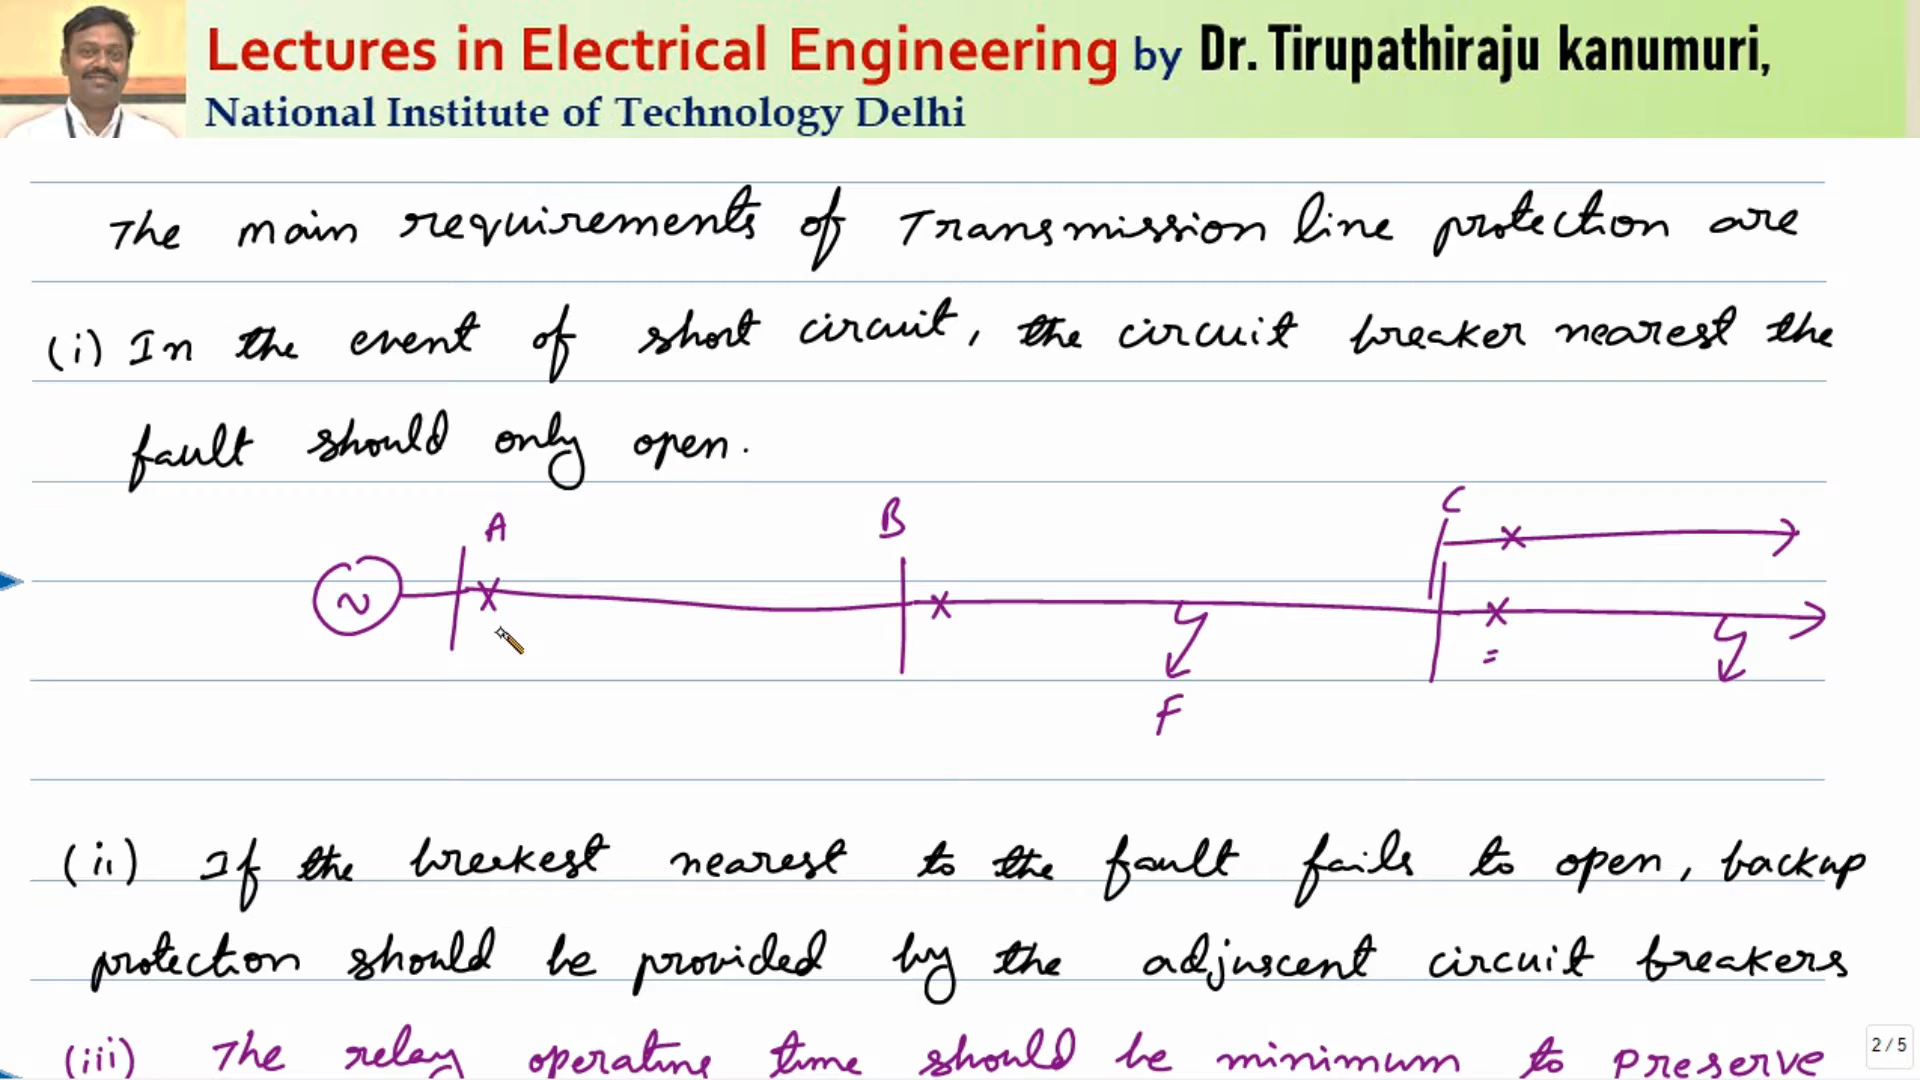 Lectures in Electrical Engineering by Dr. Tirupathiraju kanumuri,
National Institute of Technology Delhi
The main requirements of Transmission line protection are
(i) In the event of short circuit, the circuit breaker nearest the
fault should only open.
A B C
F
(ii) If the breekest nearest to the fault fails to open, backup
protection should be provided by the adjuscent circuit breakers
(iii) The relay operating time should be minimum to preserve
2 / 5